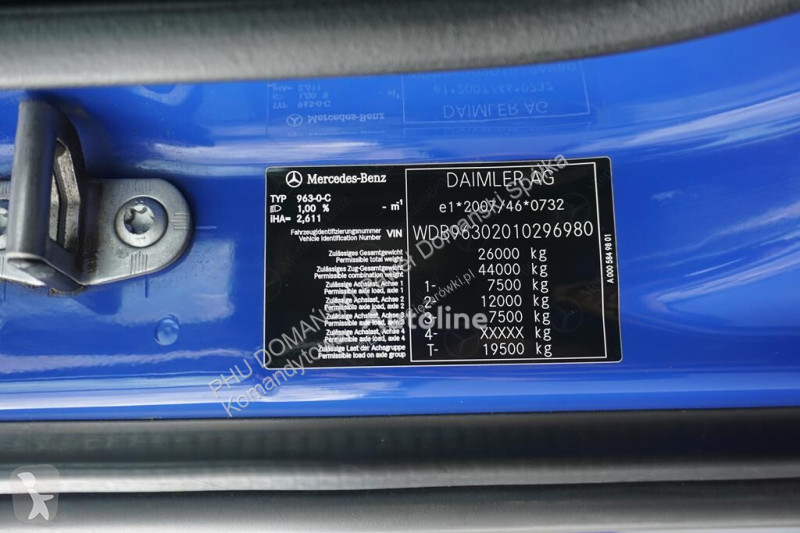 Mercedes-Benz
TYP 963-0-C
1,00 % - m⁻¹
IHA= 2,611
Fahrzeugidentifizierungsnummer
Vehicle Identification Number VIN
Zulässiges Gesamtgewicht
Permissible total weight
Zulässiges Zug-Gesamtgewicht
Permissible combination weight
Zulässige Achslast, Achse 1
Permissible axle load, axle 1
Zulässige Achslast, Achse 2
Permissible axle load, axle 2
Zulässige Achslast, Achse 3
Permissible axle load, axle 3
Zulässige Achslast, Achse 4
Permissible axle load, axle 4
Zulässige Last der Achsgruppe
Permissible load on axle group
DAIMLER AG
e1*2007/46*0732
WDB96302010296980
26000 kg
44000 kg
1- 7500 kg
2- 12000 kg
3- 7500 kg
4- XXXXX kg
T- 19500 kg
A 000 584 98 01
autoline
PHU DOMAN
Domański Spółka